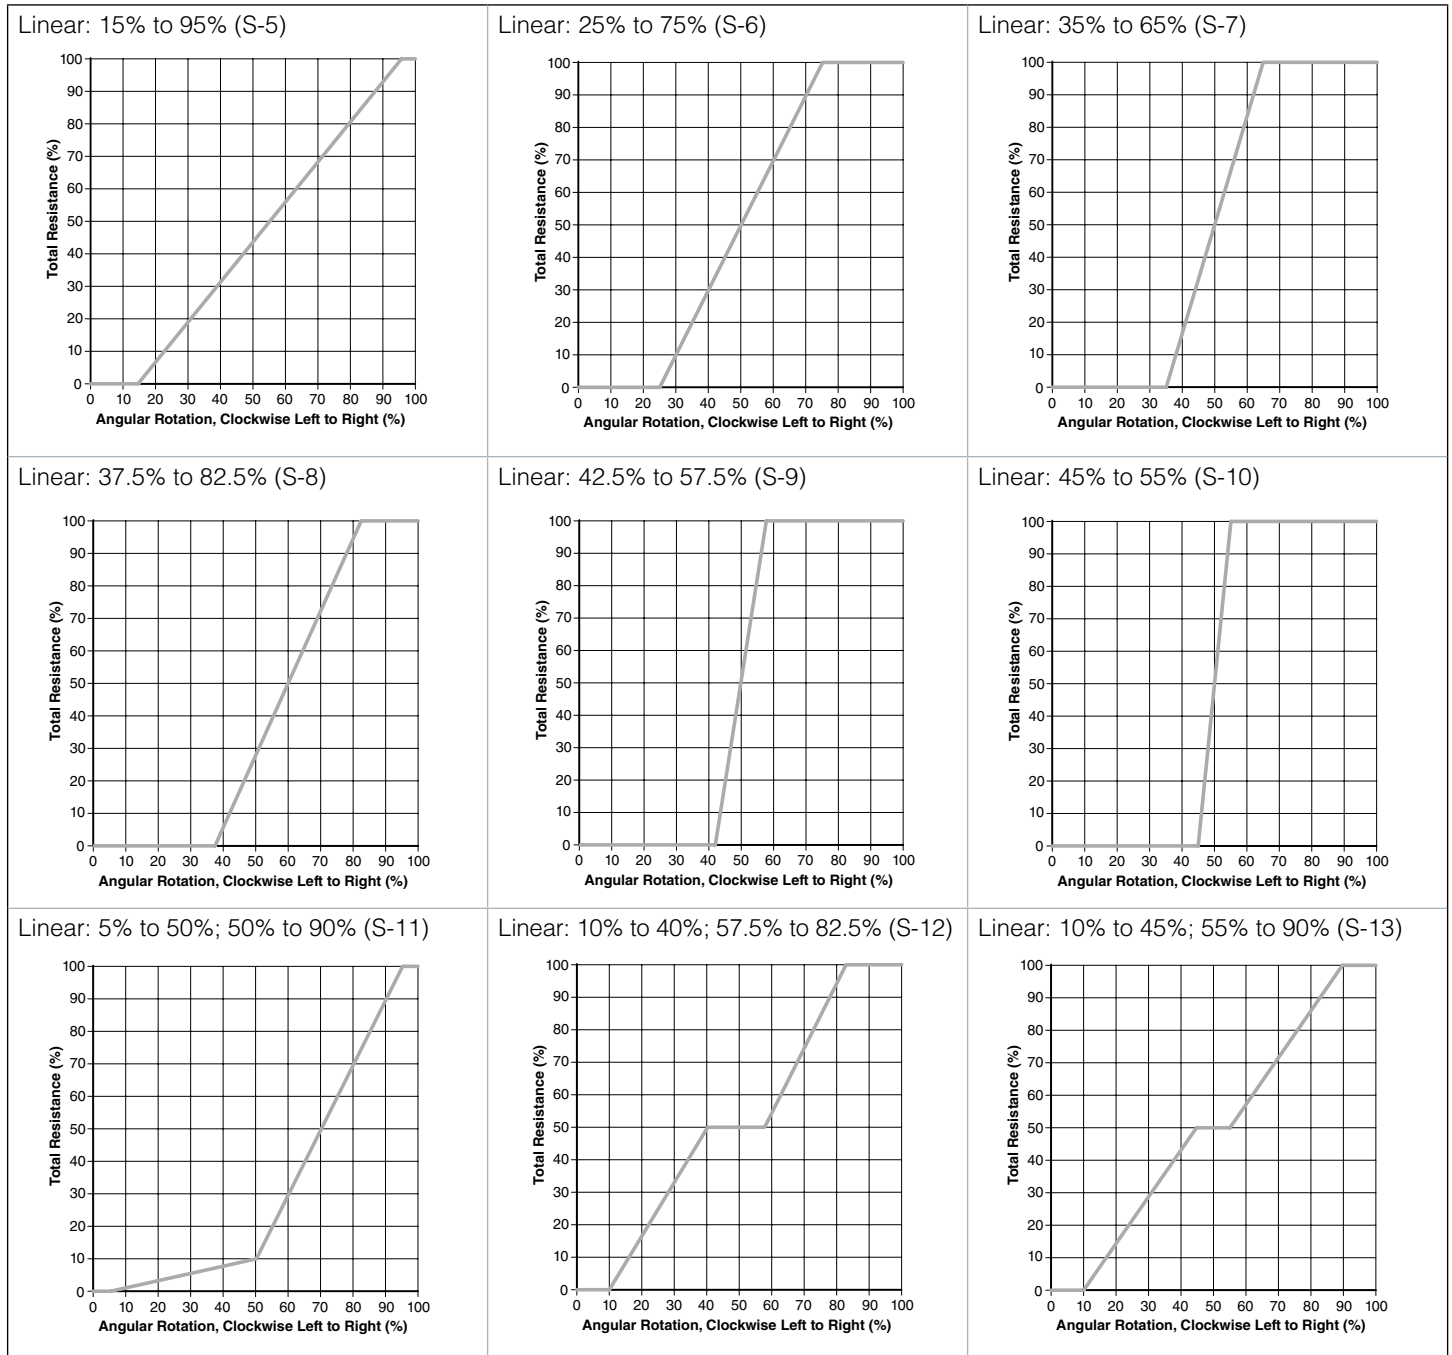 Linear: 15% to 95% (S-5)
100
90
80
70
60
50
40
30
20
10
0
Total Resistance (%)
0 10 20 30 40 50 60 70 80 90 100
Angular Rotation, Clockwise Left to Right (%)
Linear: 25% to 75% (S-6)
100
90
80
70
60
50
40
30
20
10
0
Total Resistance (%)
0 10 20 30 40 50 60 70 80 90 100
Angular Rotation, Clockwise Left to Right (%)
Linear: 35% to 65% (S-7)
100
90
80
70
60
50
40
30
20
10
0
Total Resistance (%)
0 10 20 30 40 50 60 70 80 90 100
Angular Rotation, Clockwise Left to Right (%)
Linear: 37.5% to 82.5% (S-8)
100
90
80
70
60
50
40
30
20
10
0
Total Resistance (%)
0 10 20 30 40 50 60 70 80 90 100
Angular Rotation, Clockwise Left to Right (%)
Linear: 42.5% to 57.5% (S-9)
100
90
80
70
60
50
40
30
20
10
0
Total Resistance (%)
0 10 20 30 40 50 60 70 80 90 100
Angular Rotation, Clockwise Left to Right (%)
Linear: 45% to 55% (S-10)
100
90
80
70
60
50
40
30
20
10
0
Total Resistance (%)
0 10 20 30 40 50 60 70 80 90 100
Angular Rotation, Clockwise Left to Right (%)
Linear: 5% to 50%; 50% to 90% (S-11)
100
90
80
70
60
50
40
30
20
10
0
Total Resistance (%)
0 10 20 30 40 50 60 70 80 90 100
Angular Rotation, Clockwise Left to Right (%)
Linear: 10% to 40%; 57.5% to 82.5% (S-12)
100
90
80
70
60
50
40
30
20
10
0
Total Resistance (%)
0 10 20 30 40 50 60 70 80 90 100
Angular Rotation, Clockwise Left to Right (%)
Linear: 10% to 45%; 55% to 90% (S-13)
100
90
80
70
60
50
40
30
20
10
0
Total Resistance (%)
0 10 20 30 40 50 60 70 80 90 100
Angular Rotation, Clockwise Left to Right (%)